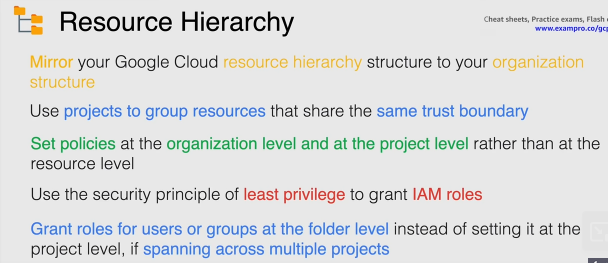 Resource Hierarchy
Cheat sheets, Practice exams, Flash
www.exampro.co/gcp
Mirror your Google Cloud resource hierarchy structure to your organization
structure
Use projects to group resources that share the same trust boundary
Set policies at the organization level and at the project level rather than at the
resource level
Use the security principle of least privilege to grant IAM roles
Grant roles for users or groups at the folder level instead of setting it at the
project level, if spanning across multiple projects